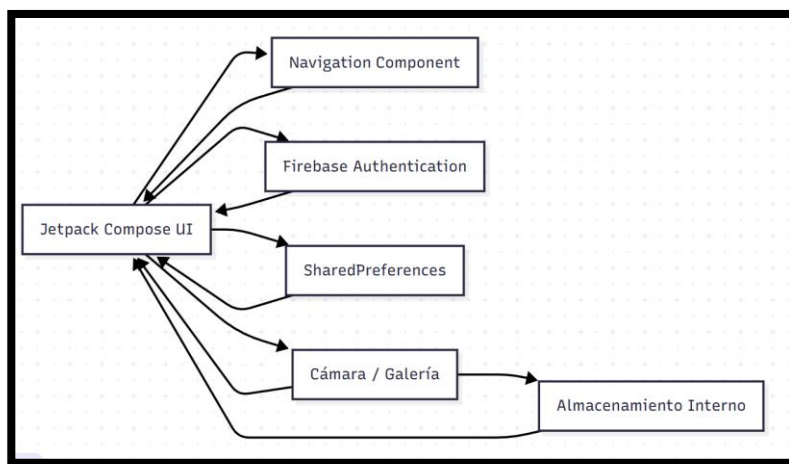 Navigation Component
Firebase Authentication
Jetpack Compose UI
SharedPreferences
Cámara / Galería
Almacenamiento Interno